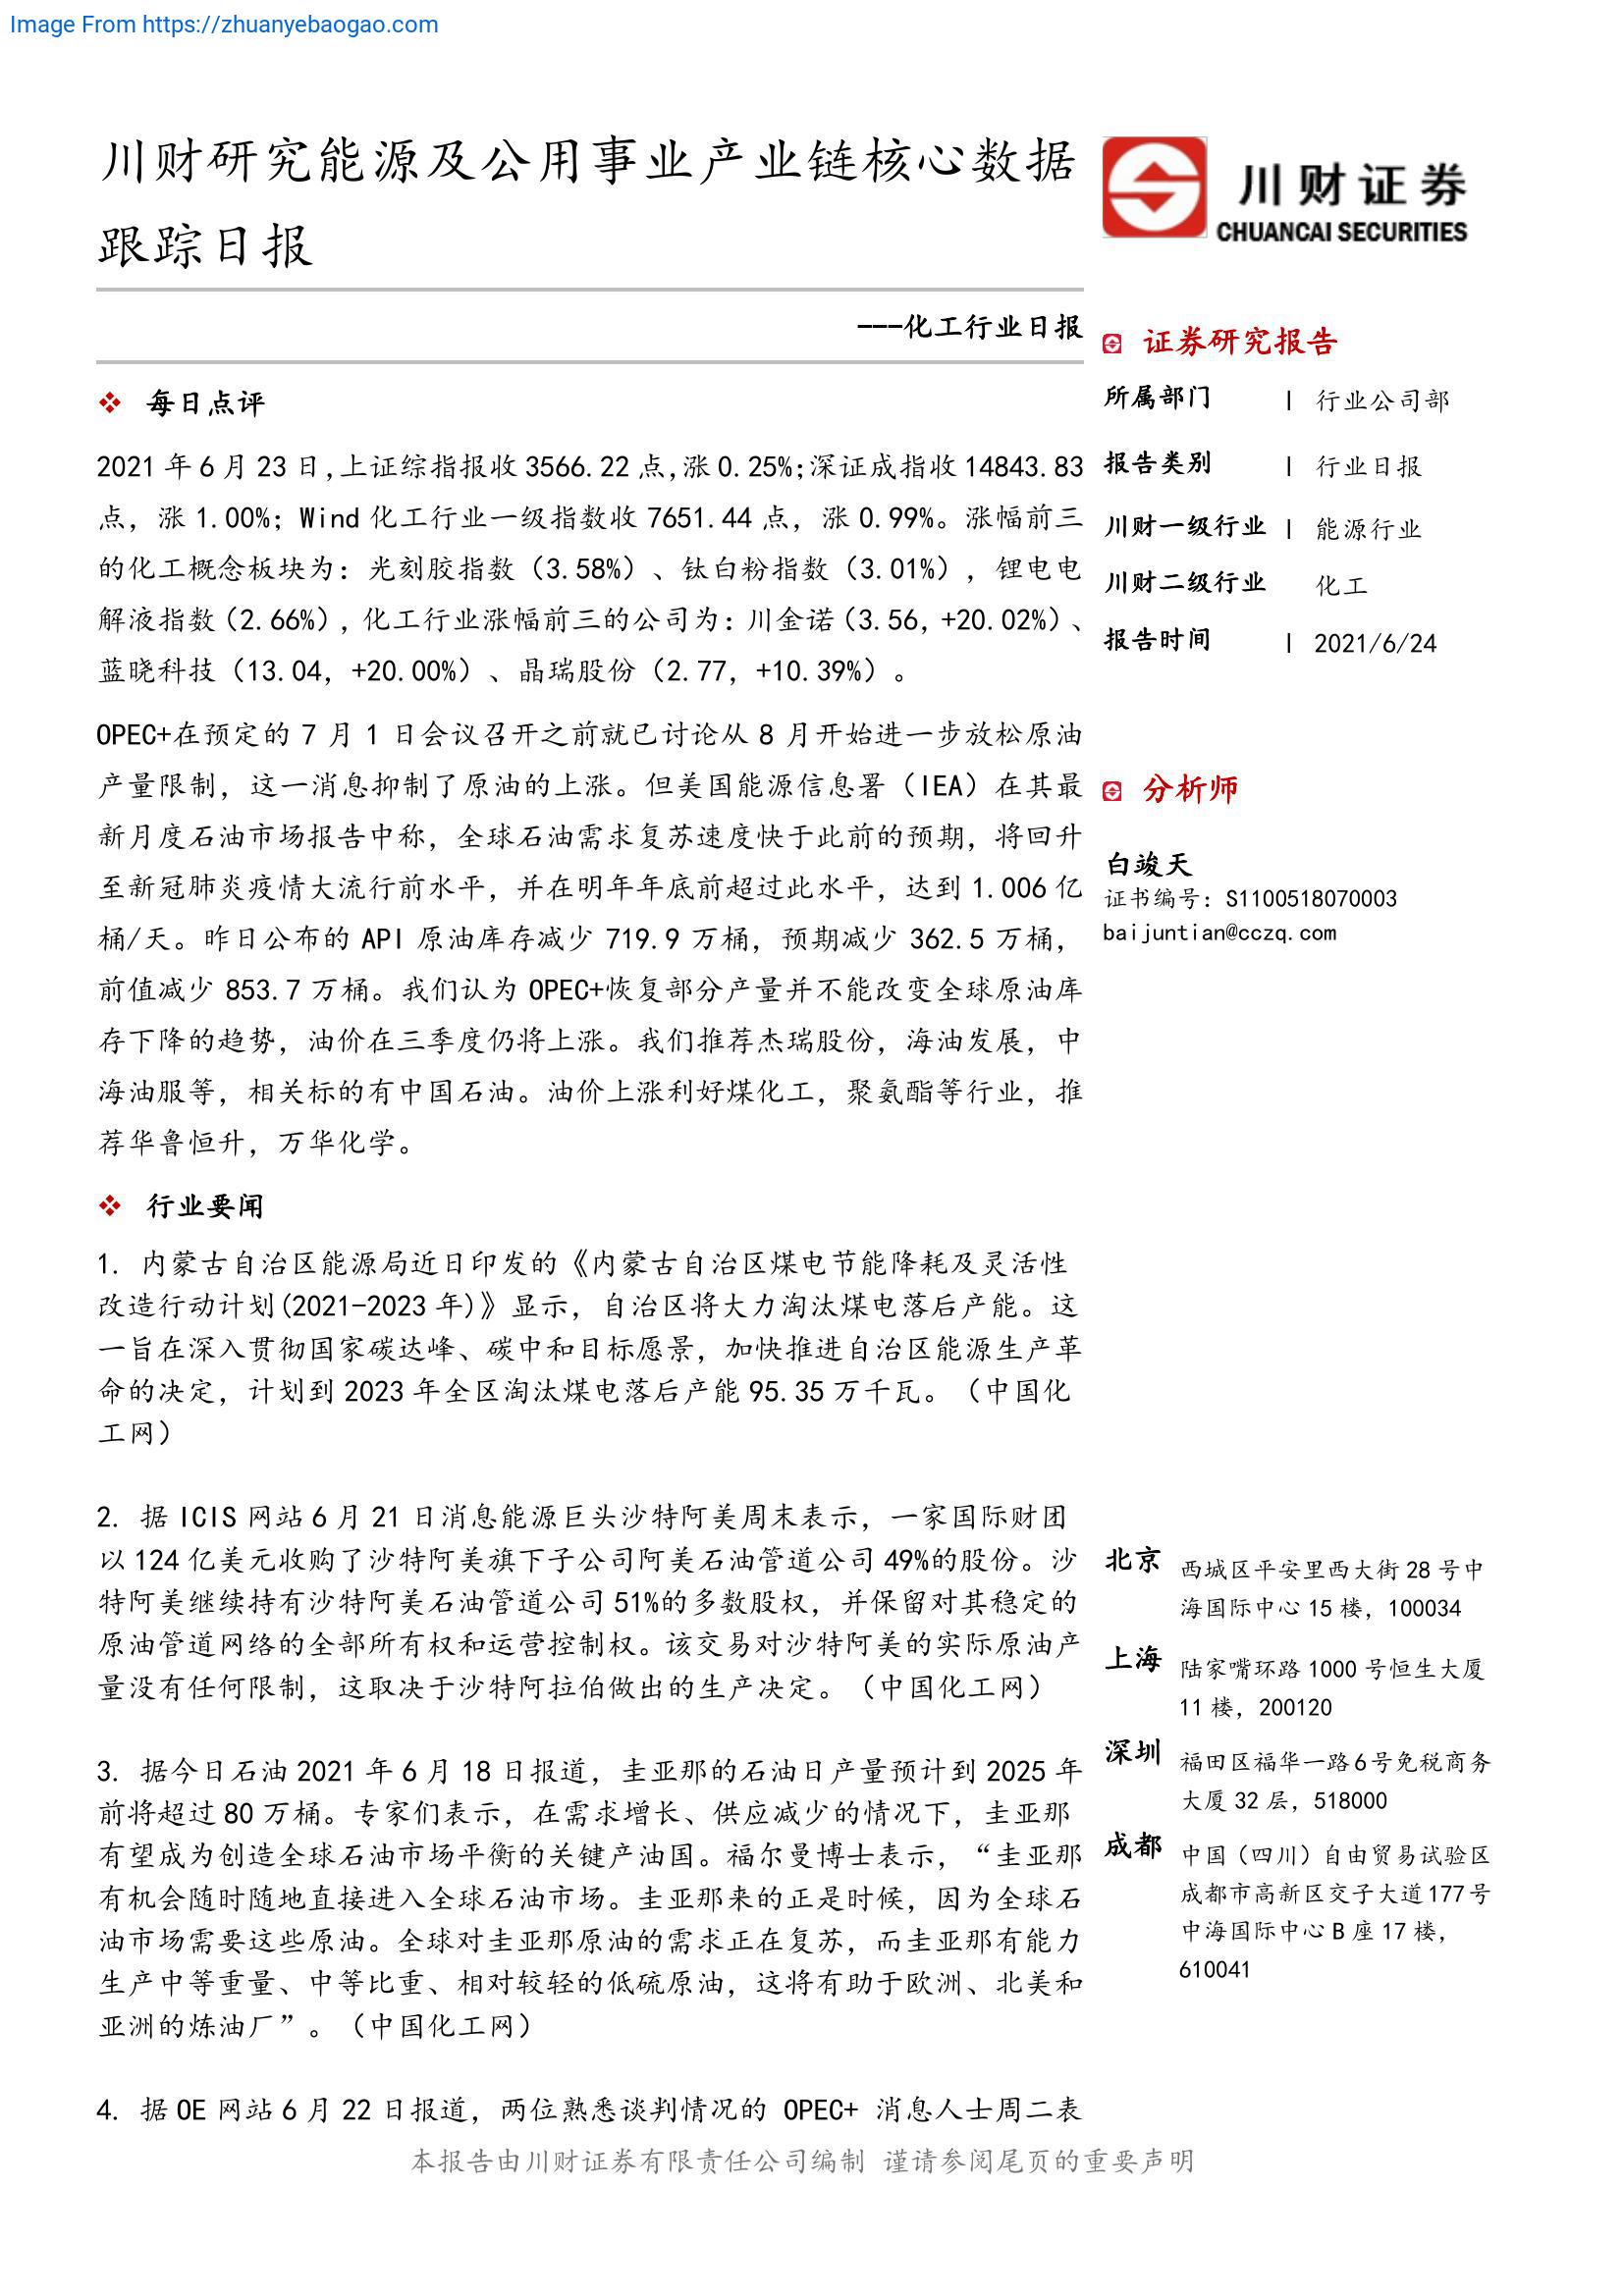 Image From https://zhuanyebaogao.com
川财研究能源及公用事业产业链核心数据
跟踪日报
---化工行业日报
❖ 每日点评
2021 年 6 月 23 日,上证综指报收 3566.22 点,涨 0.25%;深证成指收 14843.83
点，涨 1.00%；Wind 化工行业一级指数收 7651.44 点，涨 0.99%。涨幅前三
的化工概念板块为：光刻胶指数（3.58%）、钛白粉指数（3.01%），锂电电
解液指数（2.66%），化工行业涨幅前三的公司为：川金诺（3.56，+20.02%）、
蓝晓科技（13.04，+20.00%）、晶瑞股份（2.77，+10.39%）。
OPEC+在预定的 7 月 1 日会议召开之前就已讨论从 8 月开始进一步放松原油
产量限制，这一消息抑制了原油的上涨。但美国能源信息署（IEA）在其最
新月度石油市场报告中称，全球石油需求复苏速度快于此前的预期，将回升
至新冠肺炎疫情大流行前水平，并在明年年底前超过此水平，达到 1.006 亿
桶/天。昨日公布的 API 原油库存减少 719.9 万桶，预期减少 362.5 万桶，
前值减少 853.7 万桶。我们认为 OPEC+恢复部分产量并不能改变全球原油库
存下降的趋势，油价在三季度仍将上涨。我们推荐杰瑞股份，海油发展，中
海油服等，相关标的有中国石油。油价上涨利好煤化工，聚氨酯等行业，推
荐华鲁恒升，万华化学。
❖ 行业要闻
1. 内蒙古自治区能源局近日印发的《内蒙古自治区煤电节能降耗及灵活性
改造行动计划(2021-2023 年)》显示，自治区将大力淘汰煤电落后产能。这
一旨在深入贯彻国家碳达峰、碳中和目标愿景，加快推进自治区能源生产革
命的决定，计划到 2023 年全区淘汰煤电落后产能 95.35 万千瓦。（中国化
工网）
2. 据 ICIS 网站 6 月 21 日消息能源巨头沙特阿美周末表示，一家国际财团
以 124 亿美元收购了沙特阿美旗下子公司阿美石油管道公司 49%的股份。沙
特阿美继续持有沙特阿美石油管道公司 51%的多数股权，并保留对其稳定的
原油管道网络的全部所有权和运营控制权。该交易对沙特阿美的实际原油产
量没有任何限制，这取决于沙特阿拉伯做出的生产决定。（中国化工网）
3. 据今日石油 2021 年 6 月 18 日报道，圭亚那的石油日产量预计到 2025 年
前将超过 80 万桶。专家们表示，在需求增长、供应减少的情况下，圭亚那
有望成为创造全球石油市场平衡的关键产油国。福尔曼博士表示，“圭亚那
有机会随时随地直接进入全球石油市场。圭亚那来的正是时候，因为全球石
油市场需要这些原油。全球对圭亚那原油的需求正在复苏，而圭亚那有能力
生产中等重量、中等比重、相对较轻的低硫原油，这将有助于欧洲、北美和
亚洲的炼油厂”。（中国化工网）
4. 据 OE 网站 6 月 22 日报道，两位熟悉谈判情况的 OPEC+ 消息人士周二表
川财证券
CHUANCAI SECURITIES
证券研究报告
所属部门 | 行业公司部
报告类别 | 行业日报
川财一级行业 | 能源行业
川财二级行业 化工
报告时间 | 2021/6/24
分析师
白竣天
证书编号：S1100518070003
baijuntian@cczq.com
北京 西城区平安里西大街 28 号中
海国际中心 15 楼，100034
上海 陆家嘴环路 1000 号恒生大厦
11 楼，200120
深圳 福田区福华一路 6 号免税商务
大厦 32 层，518000
成都 中国（四川）自由贸易试验区
成都市高新区交子大道 177 号
中海国际中心 B 座 17 楼，
610041
本报告由川财证券有限责任公司编制 谨请参阅尾页的重要声明